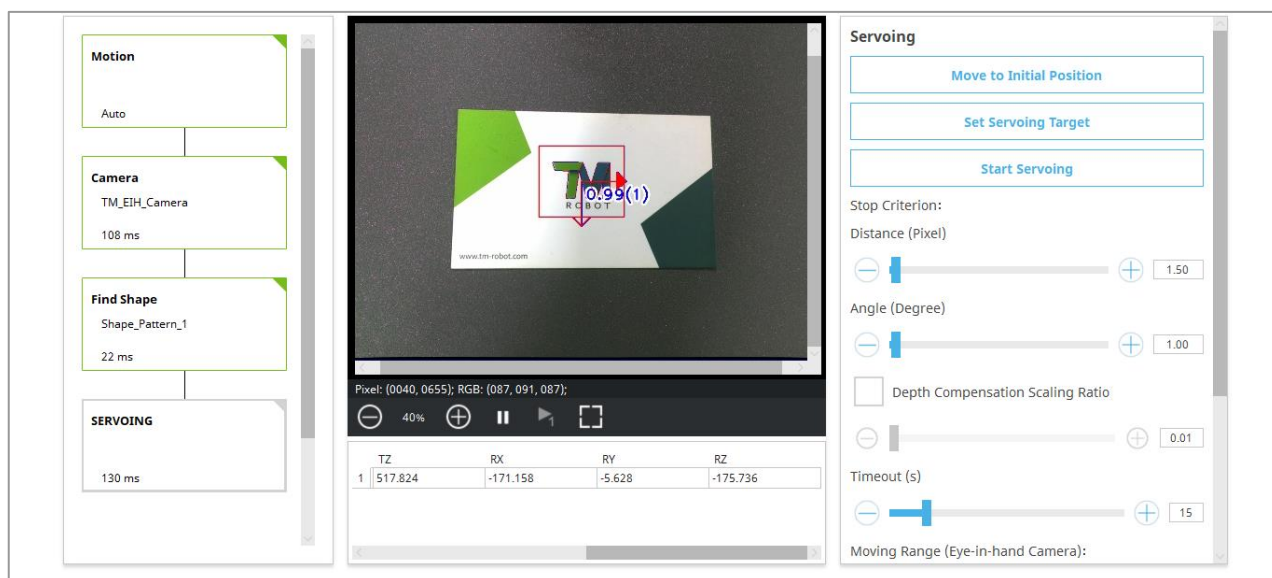 Motion
Auto
Camera
TM_EIH_Camera
108 ms
Find Shape
Shape_Pattern_1
22 ms
SERVOING
130 ms
TM
0.99(1)
ROBOT
www.tm-robot.com
Pixel: (0040, 0655); RGB: (087, 091, 087);
40%
1
TZ RX RY RZ
1 517.824 -171.158 -5.628 -175.736
Servoing
Move to Initial Position
Set Servoing Target
Start Servoing
Stop Criterion:
Distance (Pixel)
1.50
Angle (Degree)
1.00
Depth Compensation Scaling Ratio
0.01
Timeout (s)
15
Moving Range (Eye-in-hand Camera):